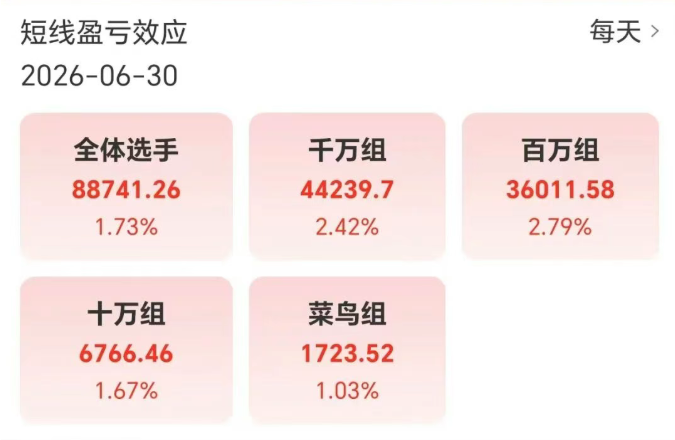 短线盈亏效应
每天 >
2026-06-30
全体选手
88741.26
1.73%
千万组
44239.7
2.42%
百万组
36011.58
2.79%
十万组
6766.46
1.67%
菜鸟组
1723.52
1.03%